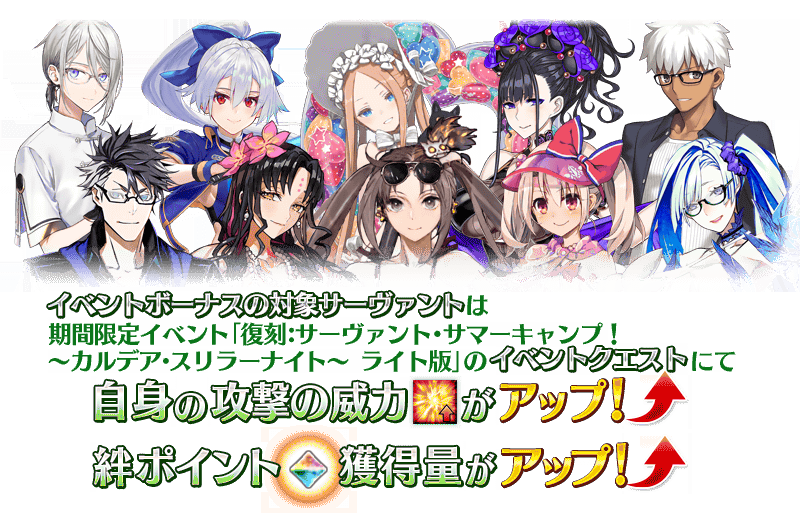 イベントボーナスの対象サーヴァントは
期間限定イベント「復刻:サーヴァント・サマーキャンプ!
～カルデア・スリラーナイト～ ライト版」のイベントクエストにて
自身の攻撃の威力がアップ!
絆ポイント獲得量がアップ!